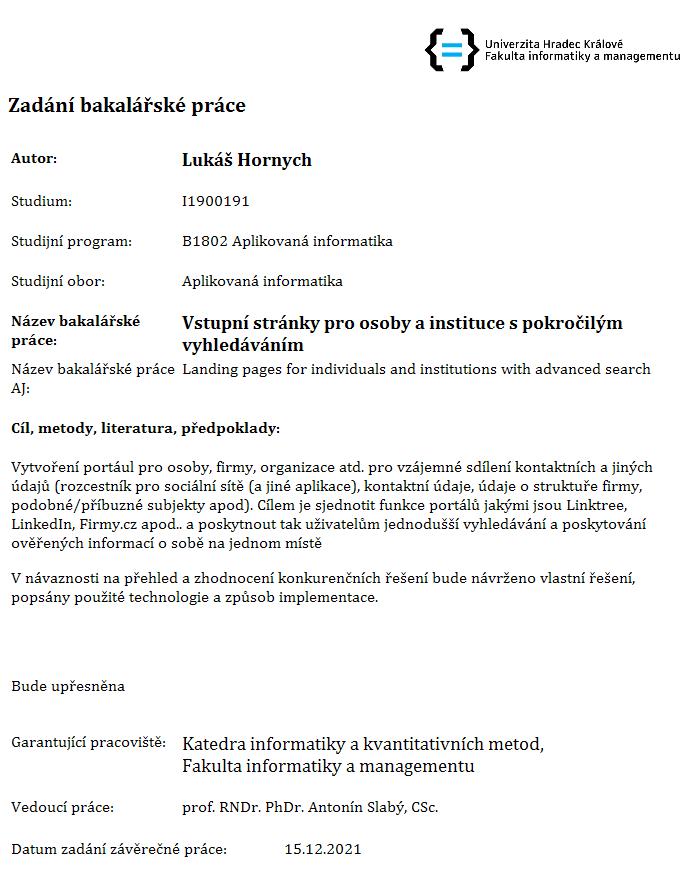 Univerzita Hradec Králové
Fakulta informatiky a managementu
Zadání bakalářské práce
Autor: Lukáš Hornych
Studium: I1900191
Studijní program: B1802 Aplikovaná informatika
Studijní obor: Aplikovaná informatika
Název bakalářské práce: Vstupní stránky pro osoby a instituce s pokročilým vyhledáváním
Název bakalářské práce AJ: Landing pages for individuals and institutions with advanced search
Cíl, metody, literatura, předpoklady:
Vytvoření portául pro osoby, firmy, organizace atd. pro vzájemné sdílení kontaktních a jiných
údajů (rozcestník pro sociální sítě (a jiné aplikace), kontaktní údaje, údaje o struktuře firmy,
podobné/příbuzné subjekty apod). Cílem je sjednotit funkce portálů jakými jsou Linktree,
LinkedIn, Firmy.cz apod.. a poskytnout tak uživatelům jednodušší vyhledávání a poskytování
ověřených informací o sobě na jednom místě
V návaznosti na přehled a zhodnocení konkurenčních řešení bude návrženo vlastní řešení,
popsány použité technologie a způsob implementace.
Bude upřesněna
Garantující pracoviště: Katedra informatiky a kvantitativních metod,
Fakulta informatiky a managementu
Vedoucí práce: prof. RNDr. PhDr. Antonín Slabý, CSc.
Datum zadání závěrečné práce: 15.12.2021